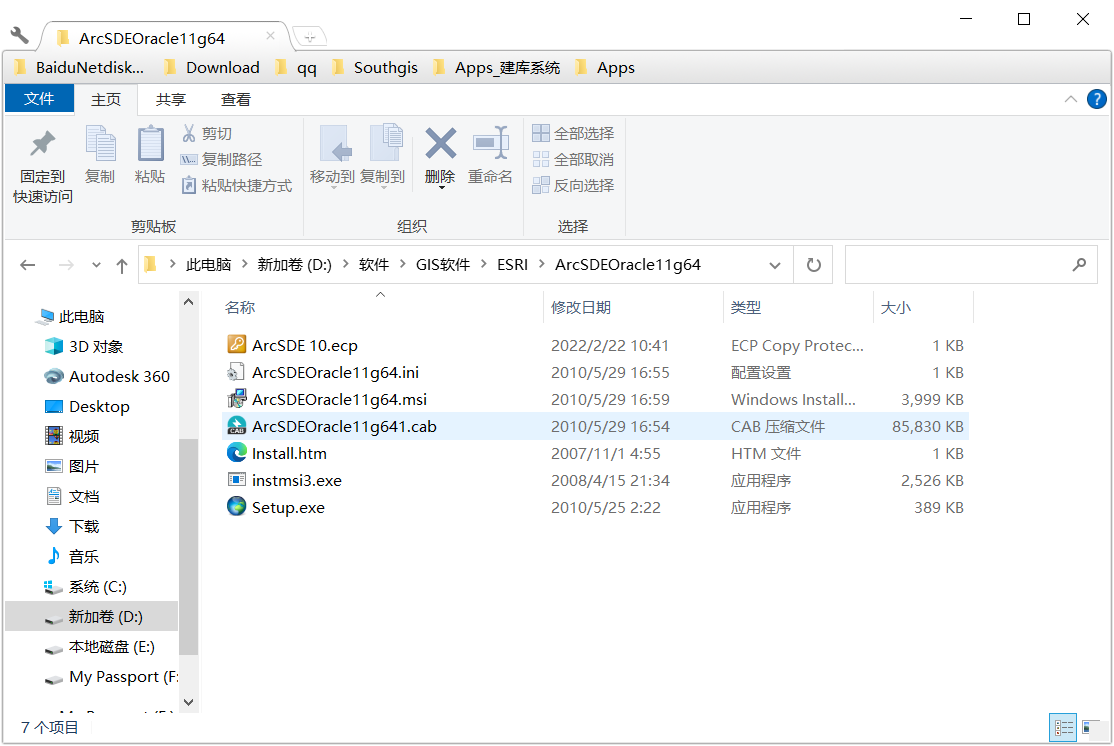 ArcSDEOracle11g64
BaiduNetdisk... Download qq Southgis Apps_建库系统 Apps
文件 主页 共享 查看
固定到
快速访问
复制
粘贴
剪切
复制路径
粘贴快捷方式
剪贴板
移动到 复制到 删除 重命名
组织
全部选择
全部取消
反向选择
选择
此电脑 新加卷 (D:) 软件 GIS软件 ESRI ArcSDEOracle11g64
此电脑
3D 对象
Autodesk 360
Desktop
视频
图片
文档
下载
音乐
系统 (C:)
新加卷 (D:)
本地磁盘 (E:)
My Passport (F:
名称 修改日期 类型 大小
ArcSDE 10.ecp 2022/2/22 10:41 ECP Copy Protec... 1 KB
ArcSDEOracle11g64.ini 2010/5/29 16:55 配置设置 1 KB
ArcSDEOracle11g64.msi 2010/5/29 16:59 Windows Install... 3,999 KB
ArcSDEOracle11g641.cab 2010/5/29 16:54 CAB 压缩文件 85,830 KB
Install.htm 2007/11/1 4:55 HTM 文件 1 KB
instmsi3.exe 2008/4/15 21:34 应用程序 2,526 KB
Setup.exe 2010/5/25 2:22 应用程序 389 KB
7 个项目